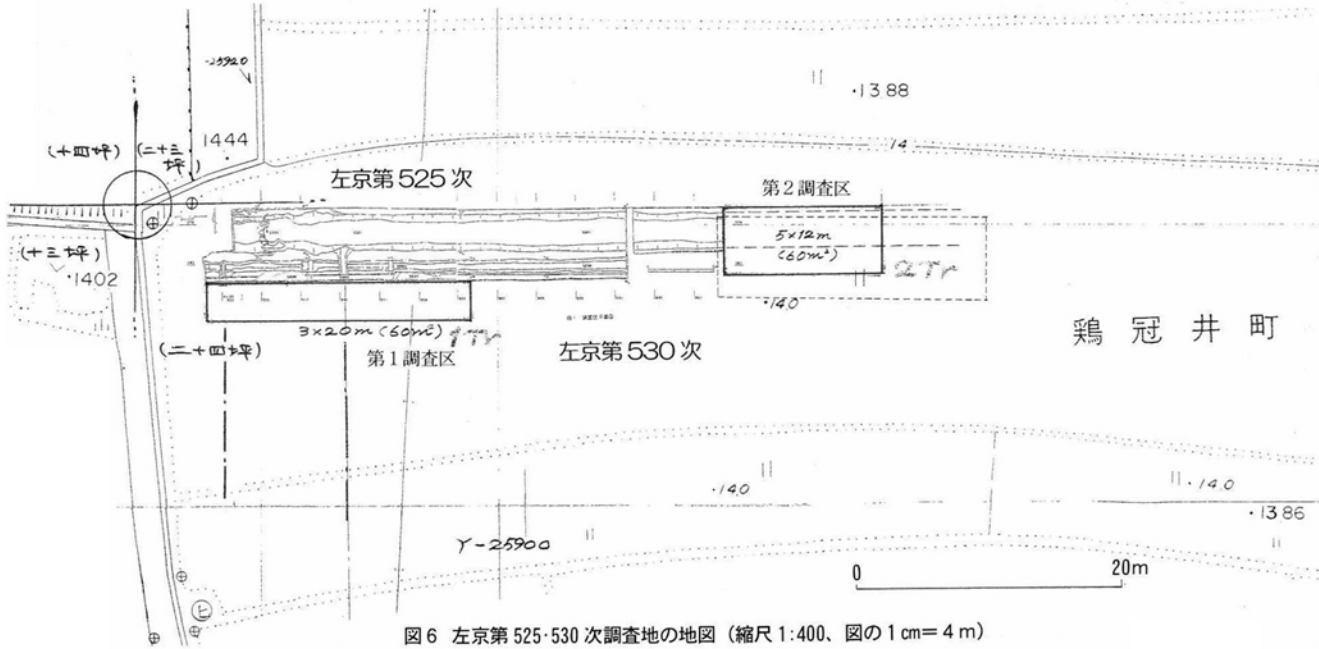 -25920
・13.88
(十四坪)
(二十三坪)
1444
14
左京第525次
第2調査区
5×12m
(60m²)
2Tr
(十三坪)
・1402
・14.0
3×20m (60m²)
1Tr
(二十四坪)
第1調査区
左京第530次
鶏冠井町
・14.0
・14.0
・13.86
Y-25900
0
20m
ヒ
図6 左京第525・530次調査地の地図(縮尺1:400、図の1cm=4m)